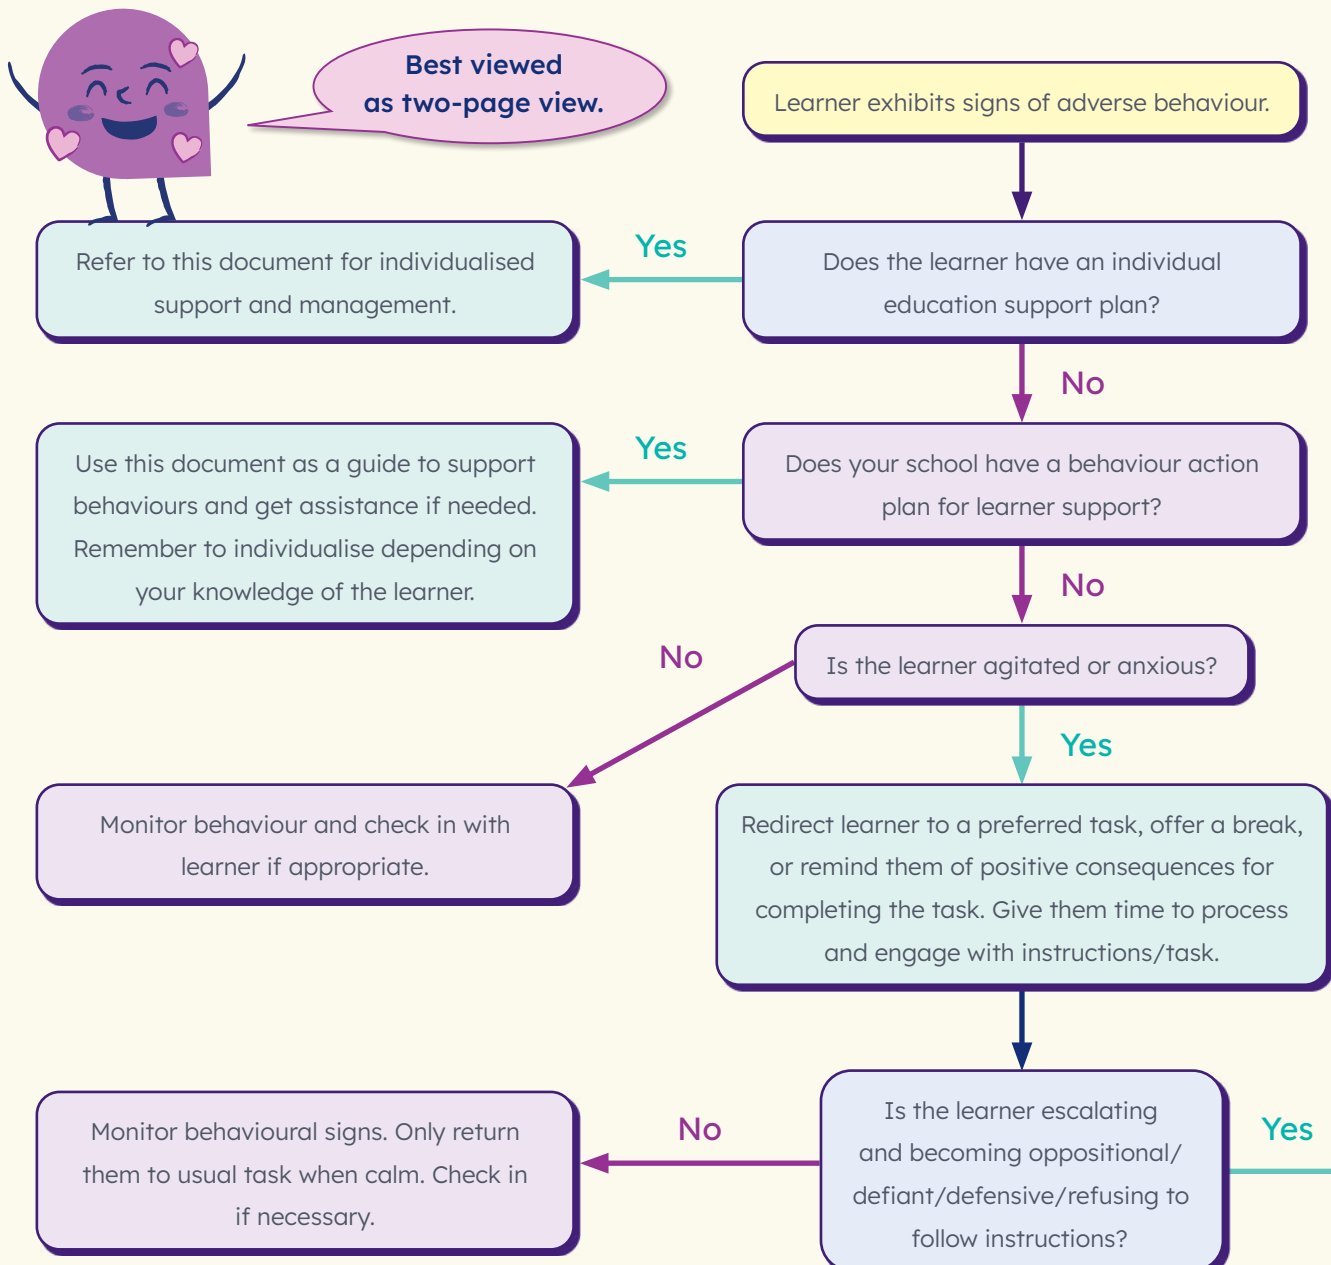 Best viewed
as two-page view.
Learner exhibits signs of adverse behaviour.
Does the learner have an individual
education support plan?
Yes
Refer to this document for individualised
support and management.
No
Does your school have a behaviour action
plan for learner support?
Yes
Use this document as a guide to support
behaviours and get assistance if needed.
Remember to individualise depending on
your knowledge of the learner.
No
Is the learner agitated or anxious?
No
Monitor behaviour and check in with
learner if appropriate.
Yes
Redirect learner to a preferred task, offer a break,
or remind them of positive consequences for
completing the task. Give them time to process
and engage with instructions/task.
Is the learner escalating
and becoming oppositional/
defiant/defensive/refusing to
follow instructions?
No
Monitor behavioural signs. Only return
them to usual task when calm. Check in
if necessary.
Yes